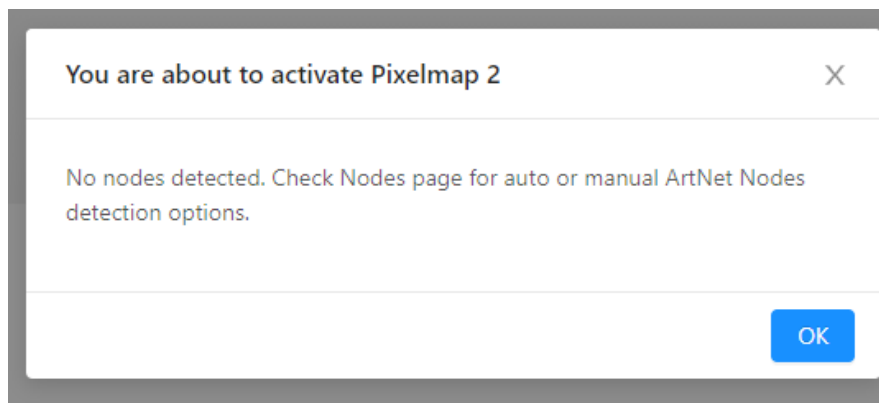 You are about to activate Pixelmap 2
No nodes detected. Check Nodes page for auto or manual ArtNet Nodes
detection options.
OK